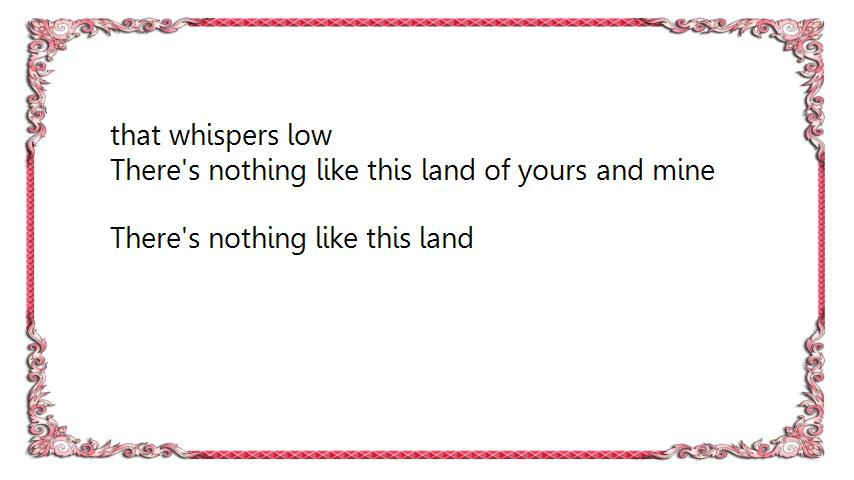 that whispers low
There's nothing like this land of yours and mine
There's nothing like this land